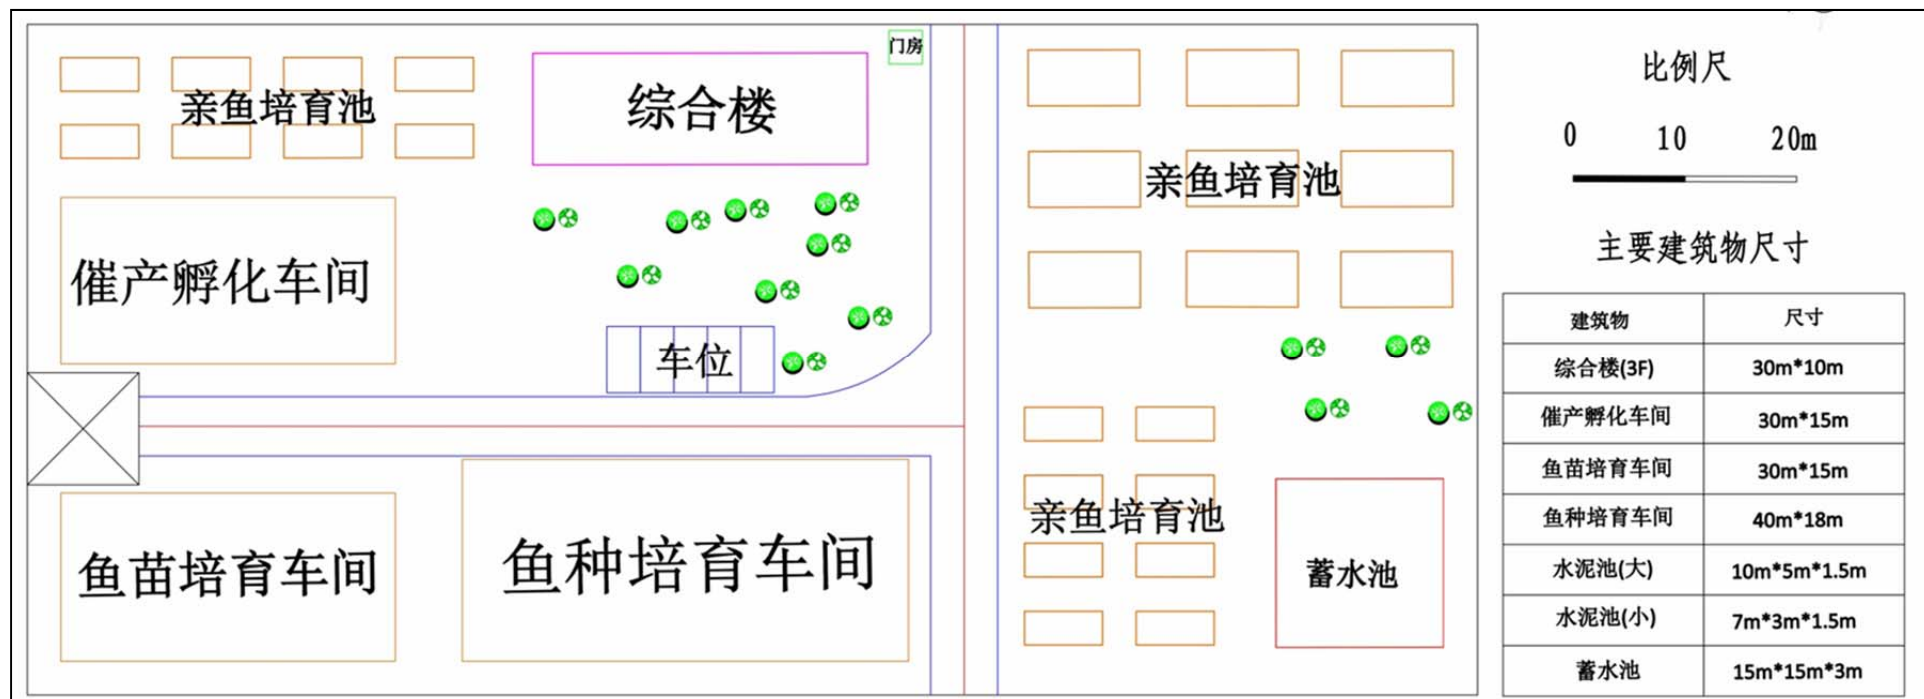 门房
亲鱼培育池
综合楼
催产孵化车间
车位
鱼苗培育车间
鱼种培育车间
亲鱼培育池
亲鱼培育池
蓄水池
比例尺
0 10 20m
主要建筑物尺寸
建筑物 尺寸
综合楼(3F) 30m*10m
催产孵化车间 30m*15m
鱼苗培育车间 30m*15m
鱼种培育车间 40m*18m
水泥池(大) 10m*5m*1.5m
水泥池(小) 7m*3m*1.5m
蓄水池 15m*15m*3m